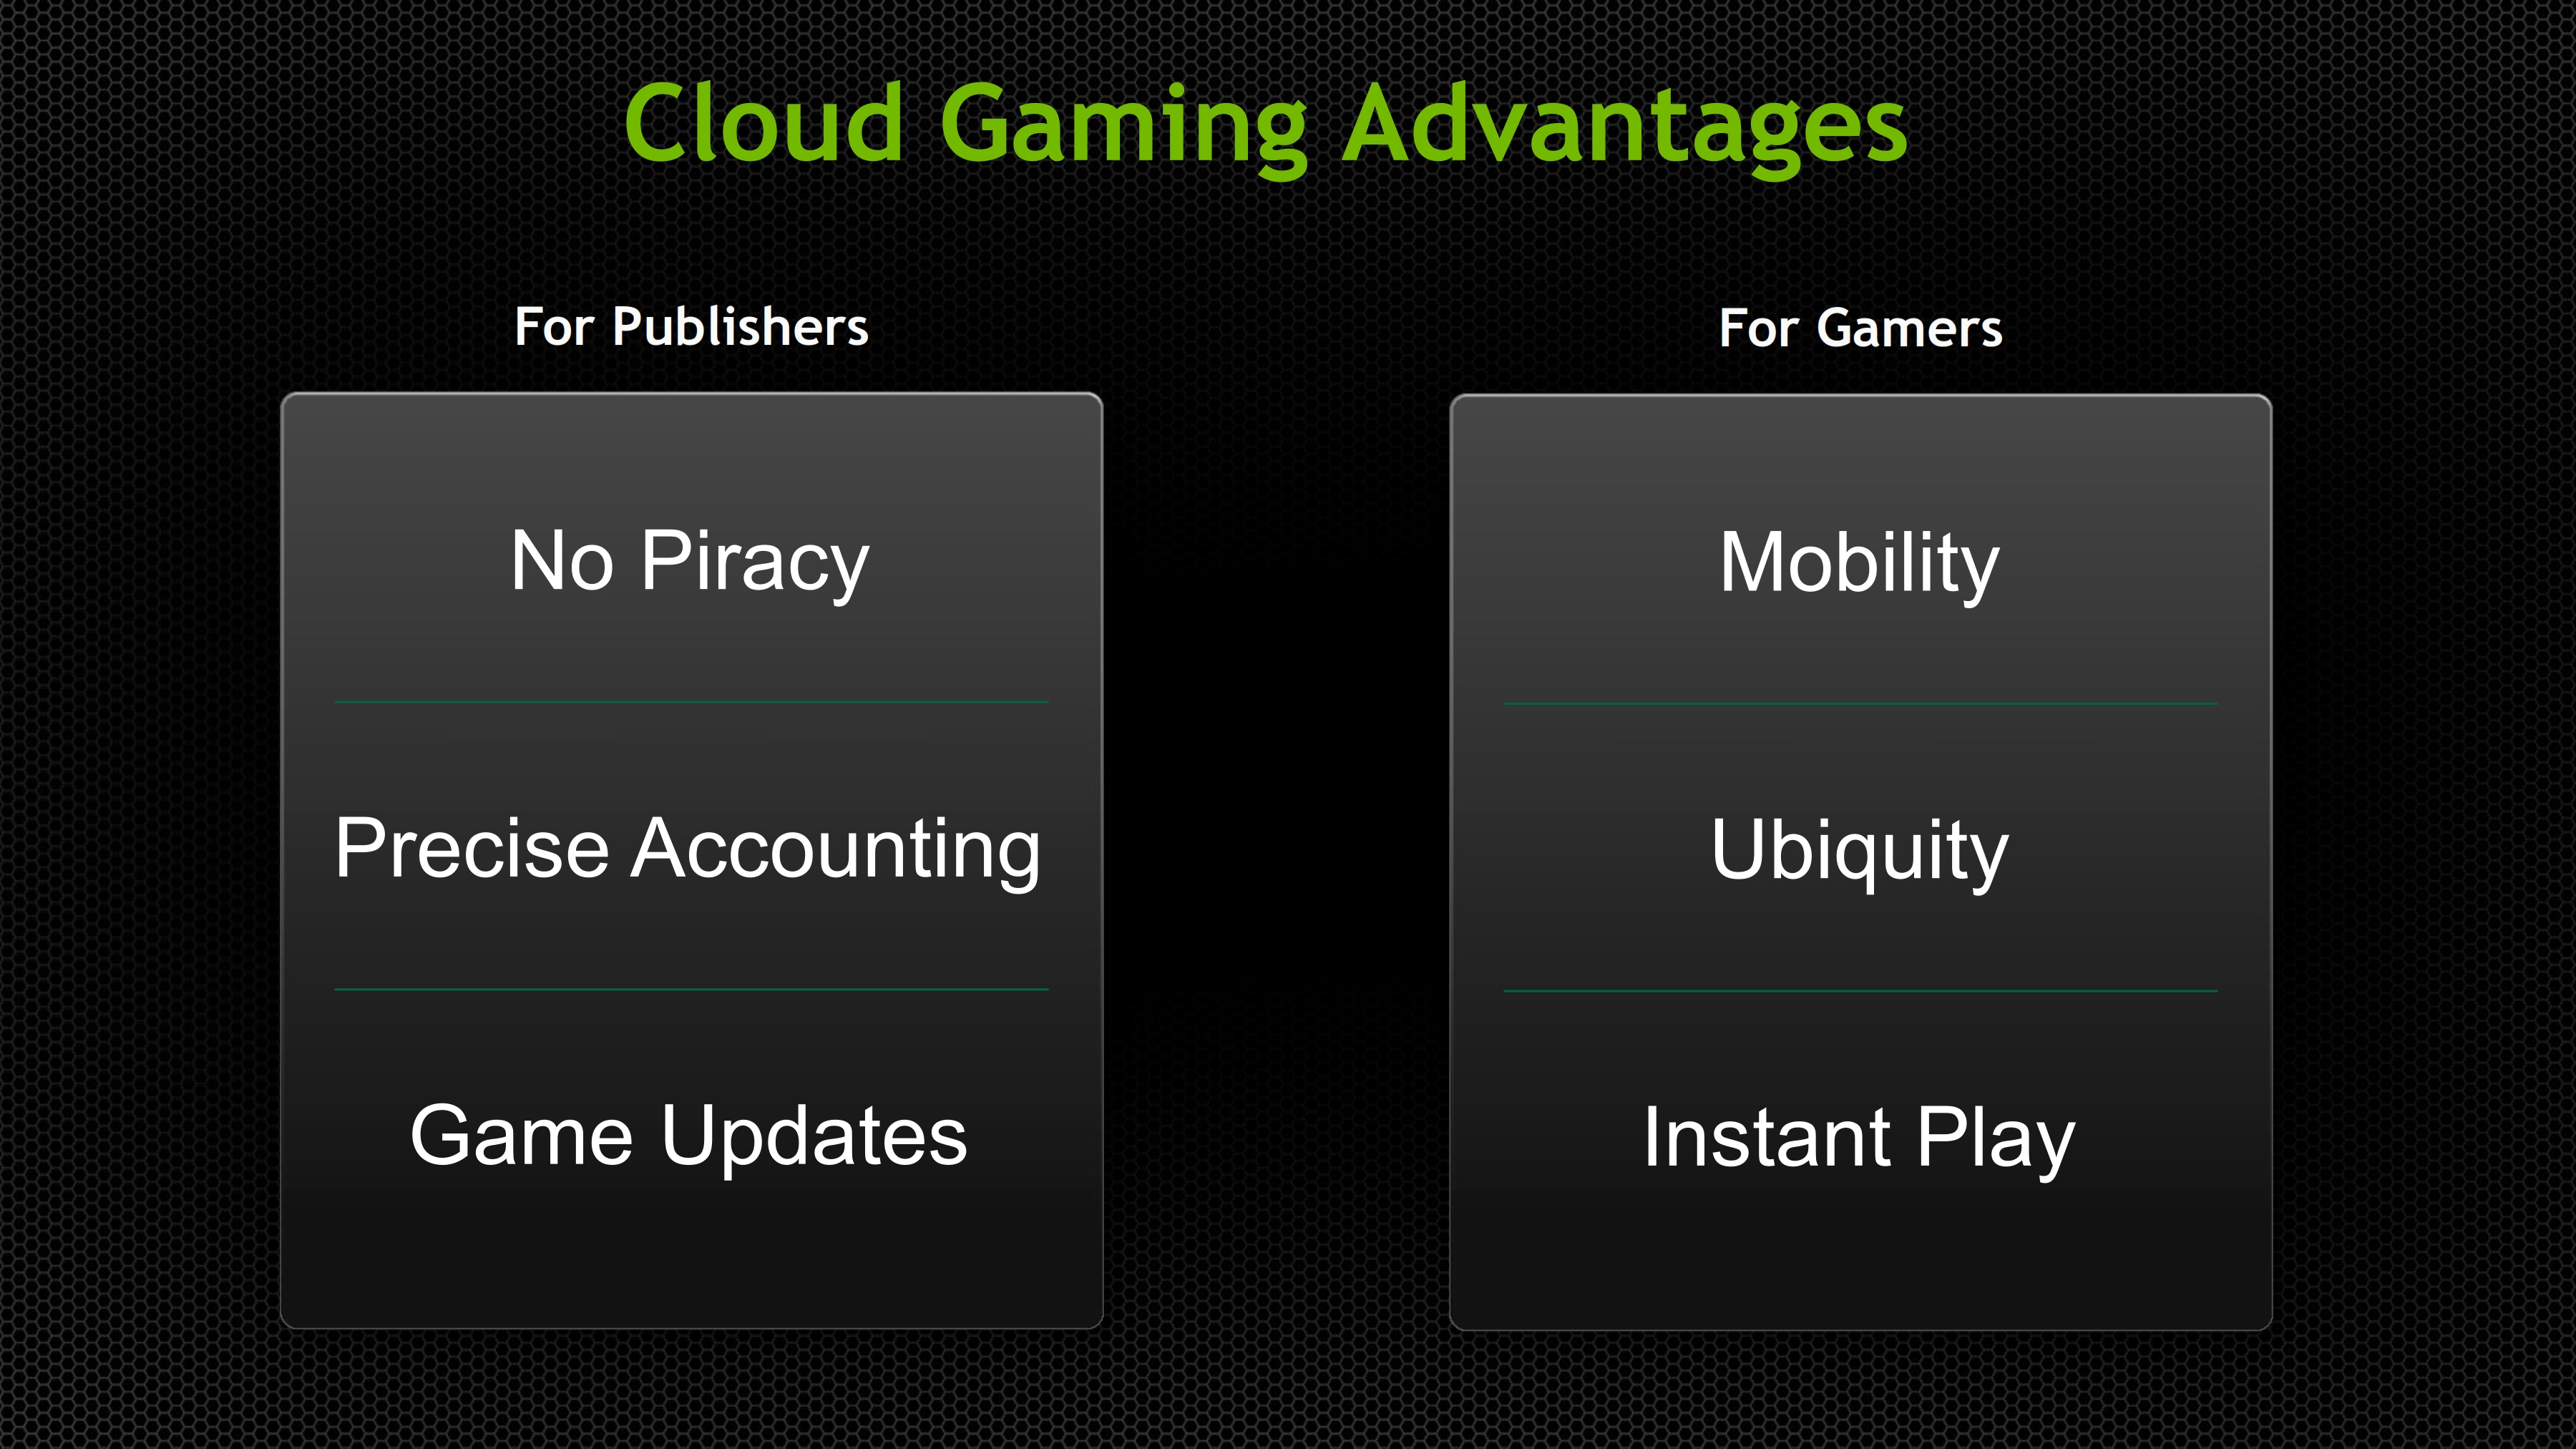 Cloud Gaming Advantages
For Publishers
No Piracy
Precise Accounting
Game Updates
For Gamers
Mobility
Ubiquity
Instant Play